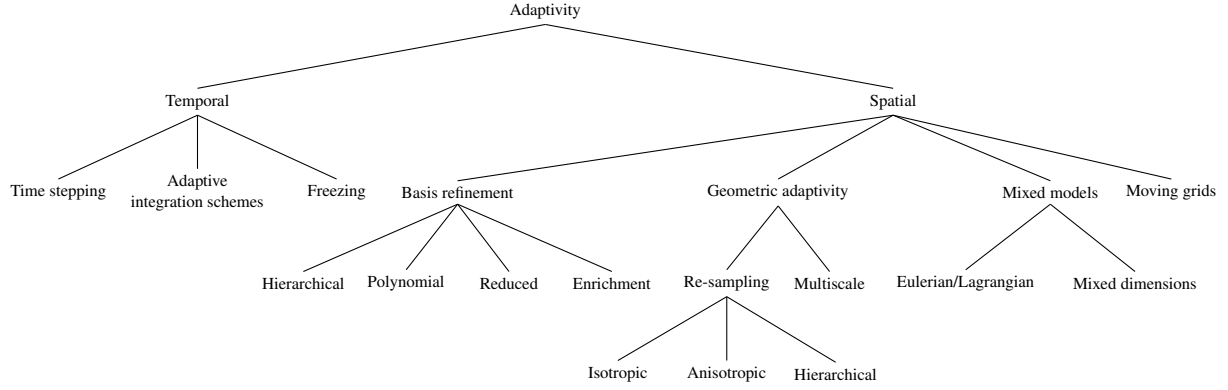 Adaptivity
Temporal
Spatial
Time stepping
Adaptive
integration schemes
Freezing
Basis refinement
Geometric adaptivity
Mixed models
Moving grids
Hierarchical
Polynomial
Reduced
Enrichment
Re-sampling
Multiscale
Eulerian/Lagrangian
Mixed dimensions
Isotropic
Anisotropic
Hierarchical